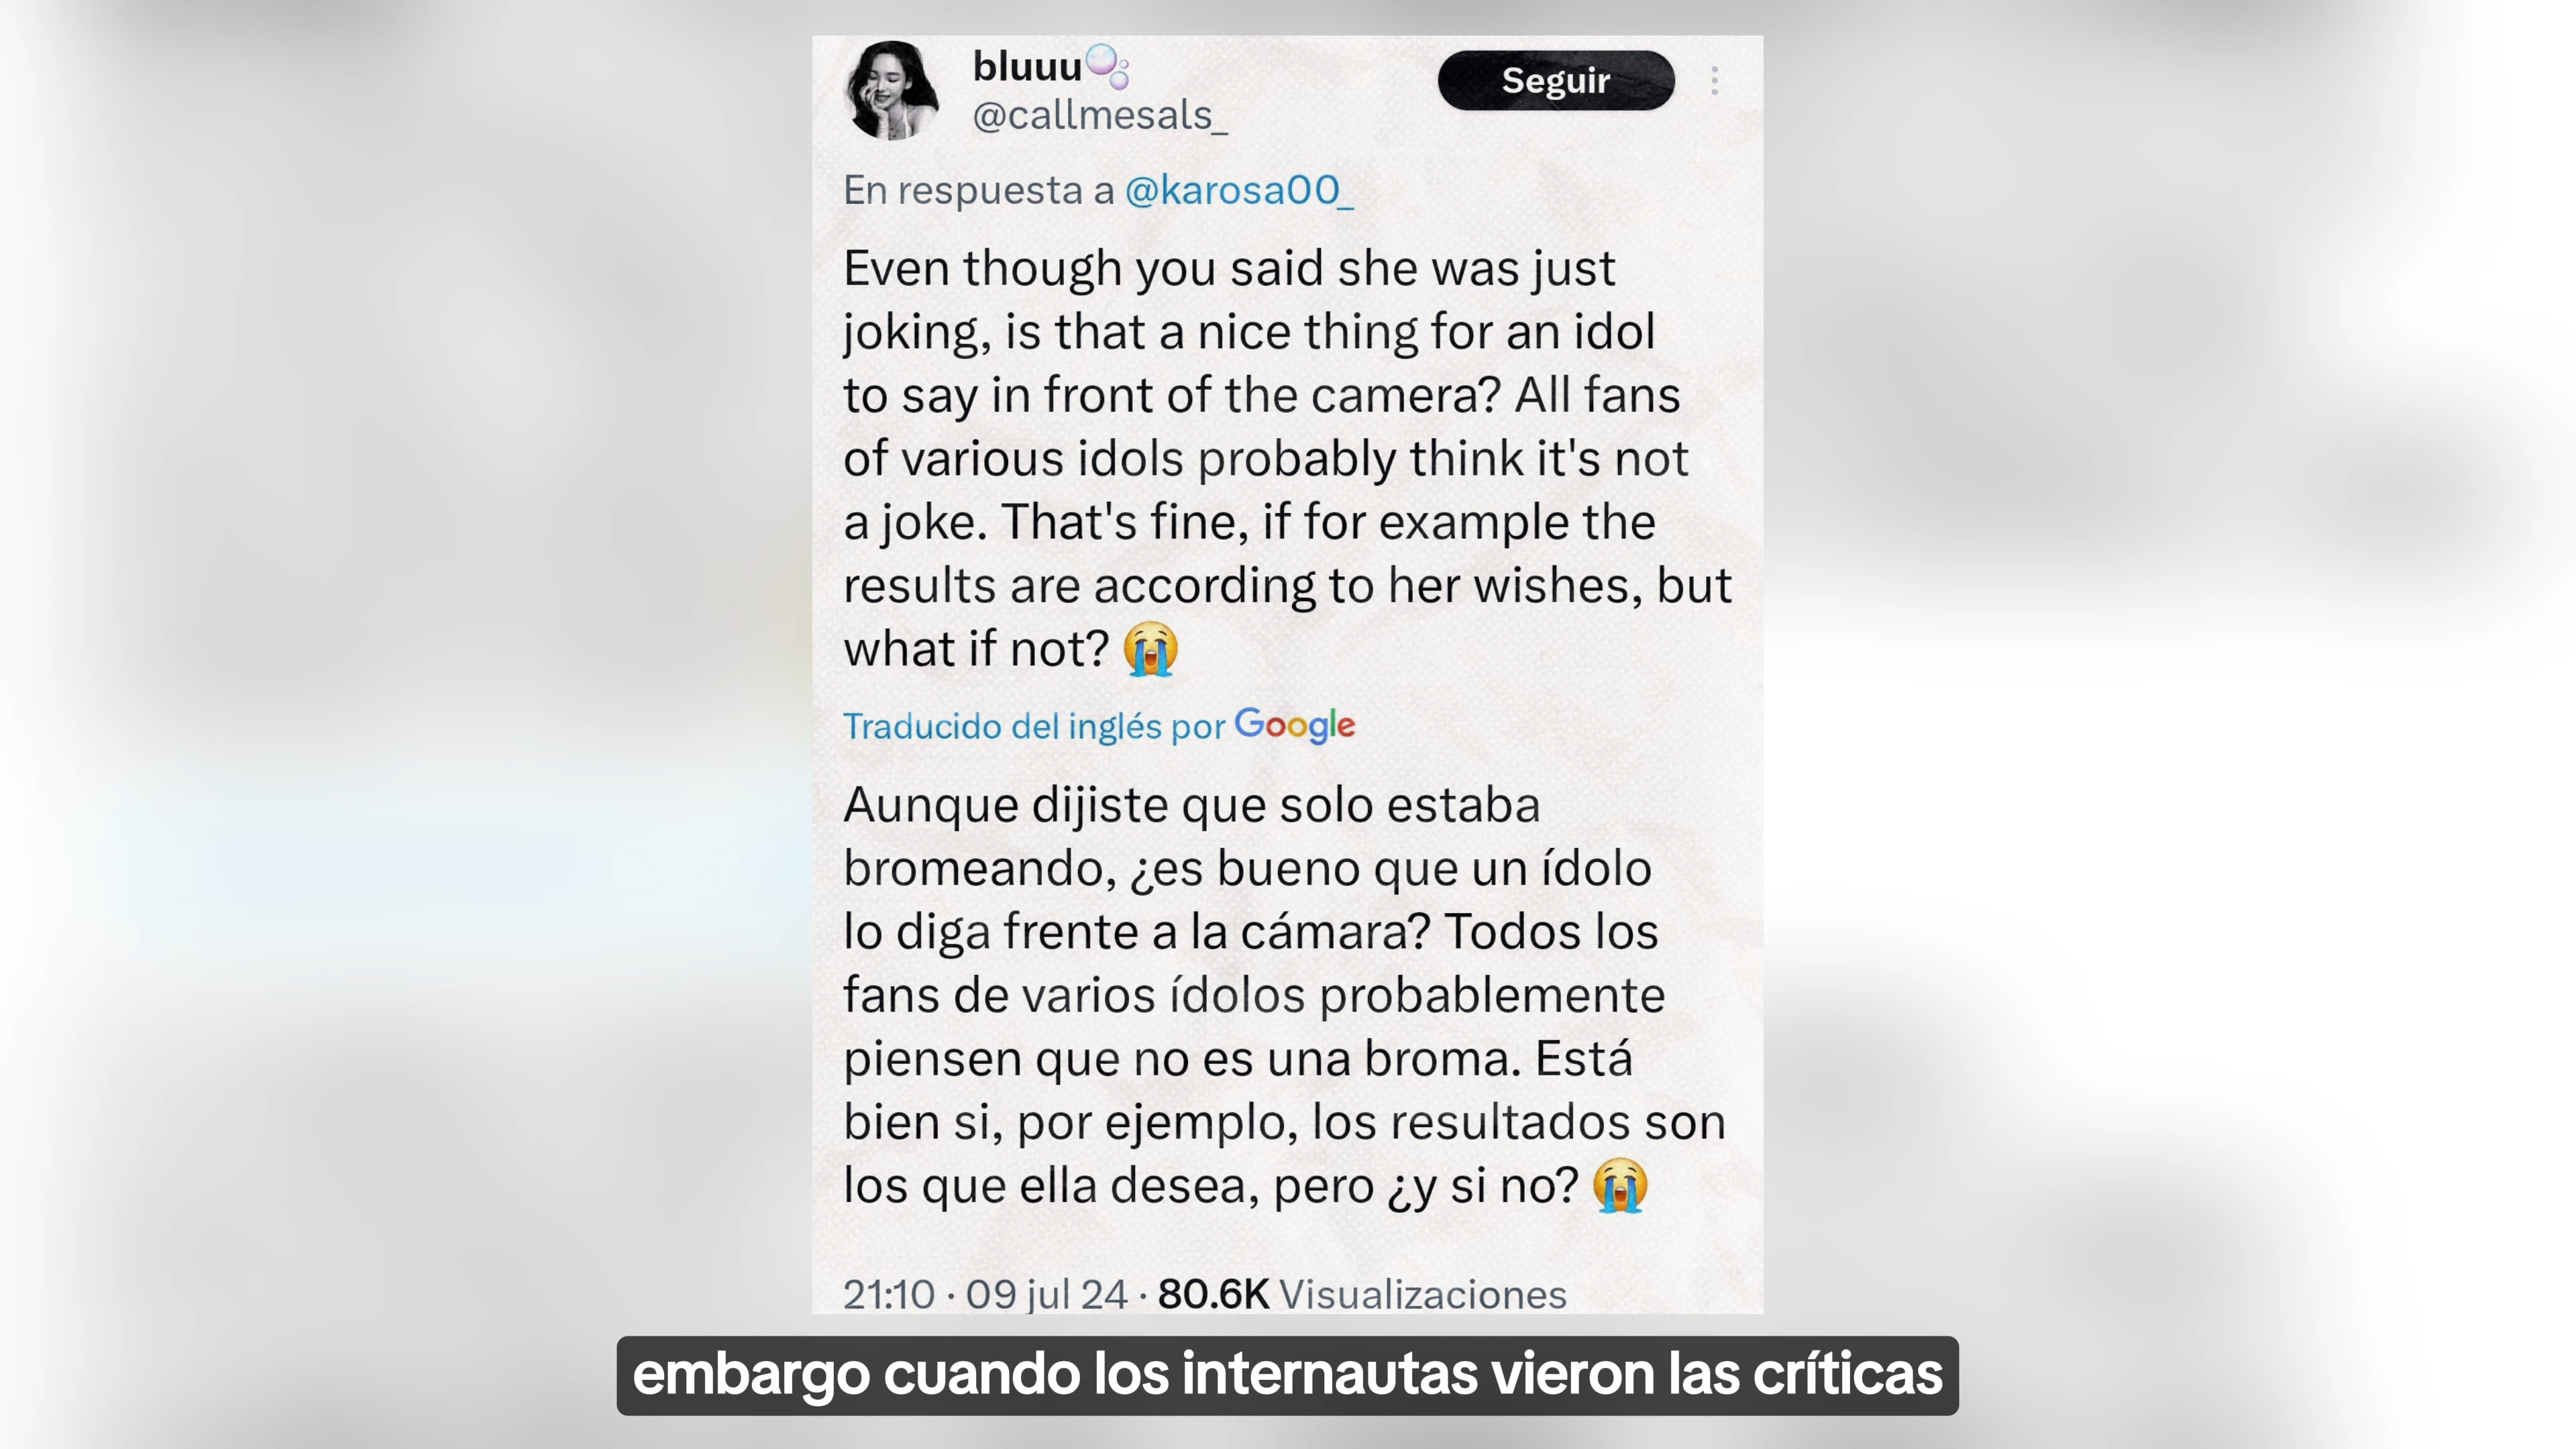 bluuu🫧
@callmesals_
Seguir
En respuesta a @karosa00_
Even though you said she was just
joking, is that a nice thing for an idol
to say in front of the camera? All fans
of various idols probably think it's not
a joke. That's fine, if for example the
results are according to her wishes, but
what if not? 😭
Traducido del inglés por Google
Aunque dijiste que solo estaba
bromeando, ¿es bueno que un ídolo
lo diga frente a la cámara? Todos los
fans de varios ídolos probablemente
piensen que no es una broma. Está
bien si, por ejemplo, los resultados son
los que ella desea, pero ¿y si no? 😭
21:10 · 09 jul 24 · 80.6K Visualizaciones
embargo cuando los internautas vieron las críticas